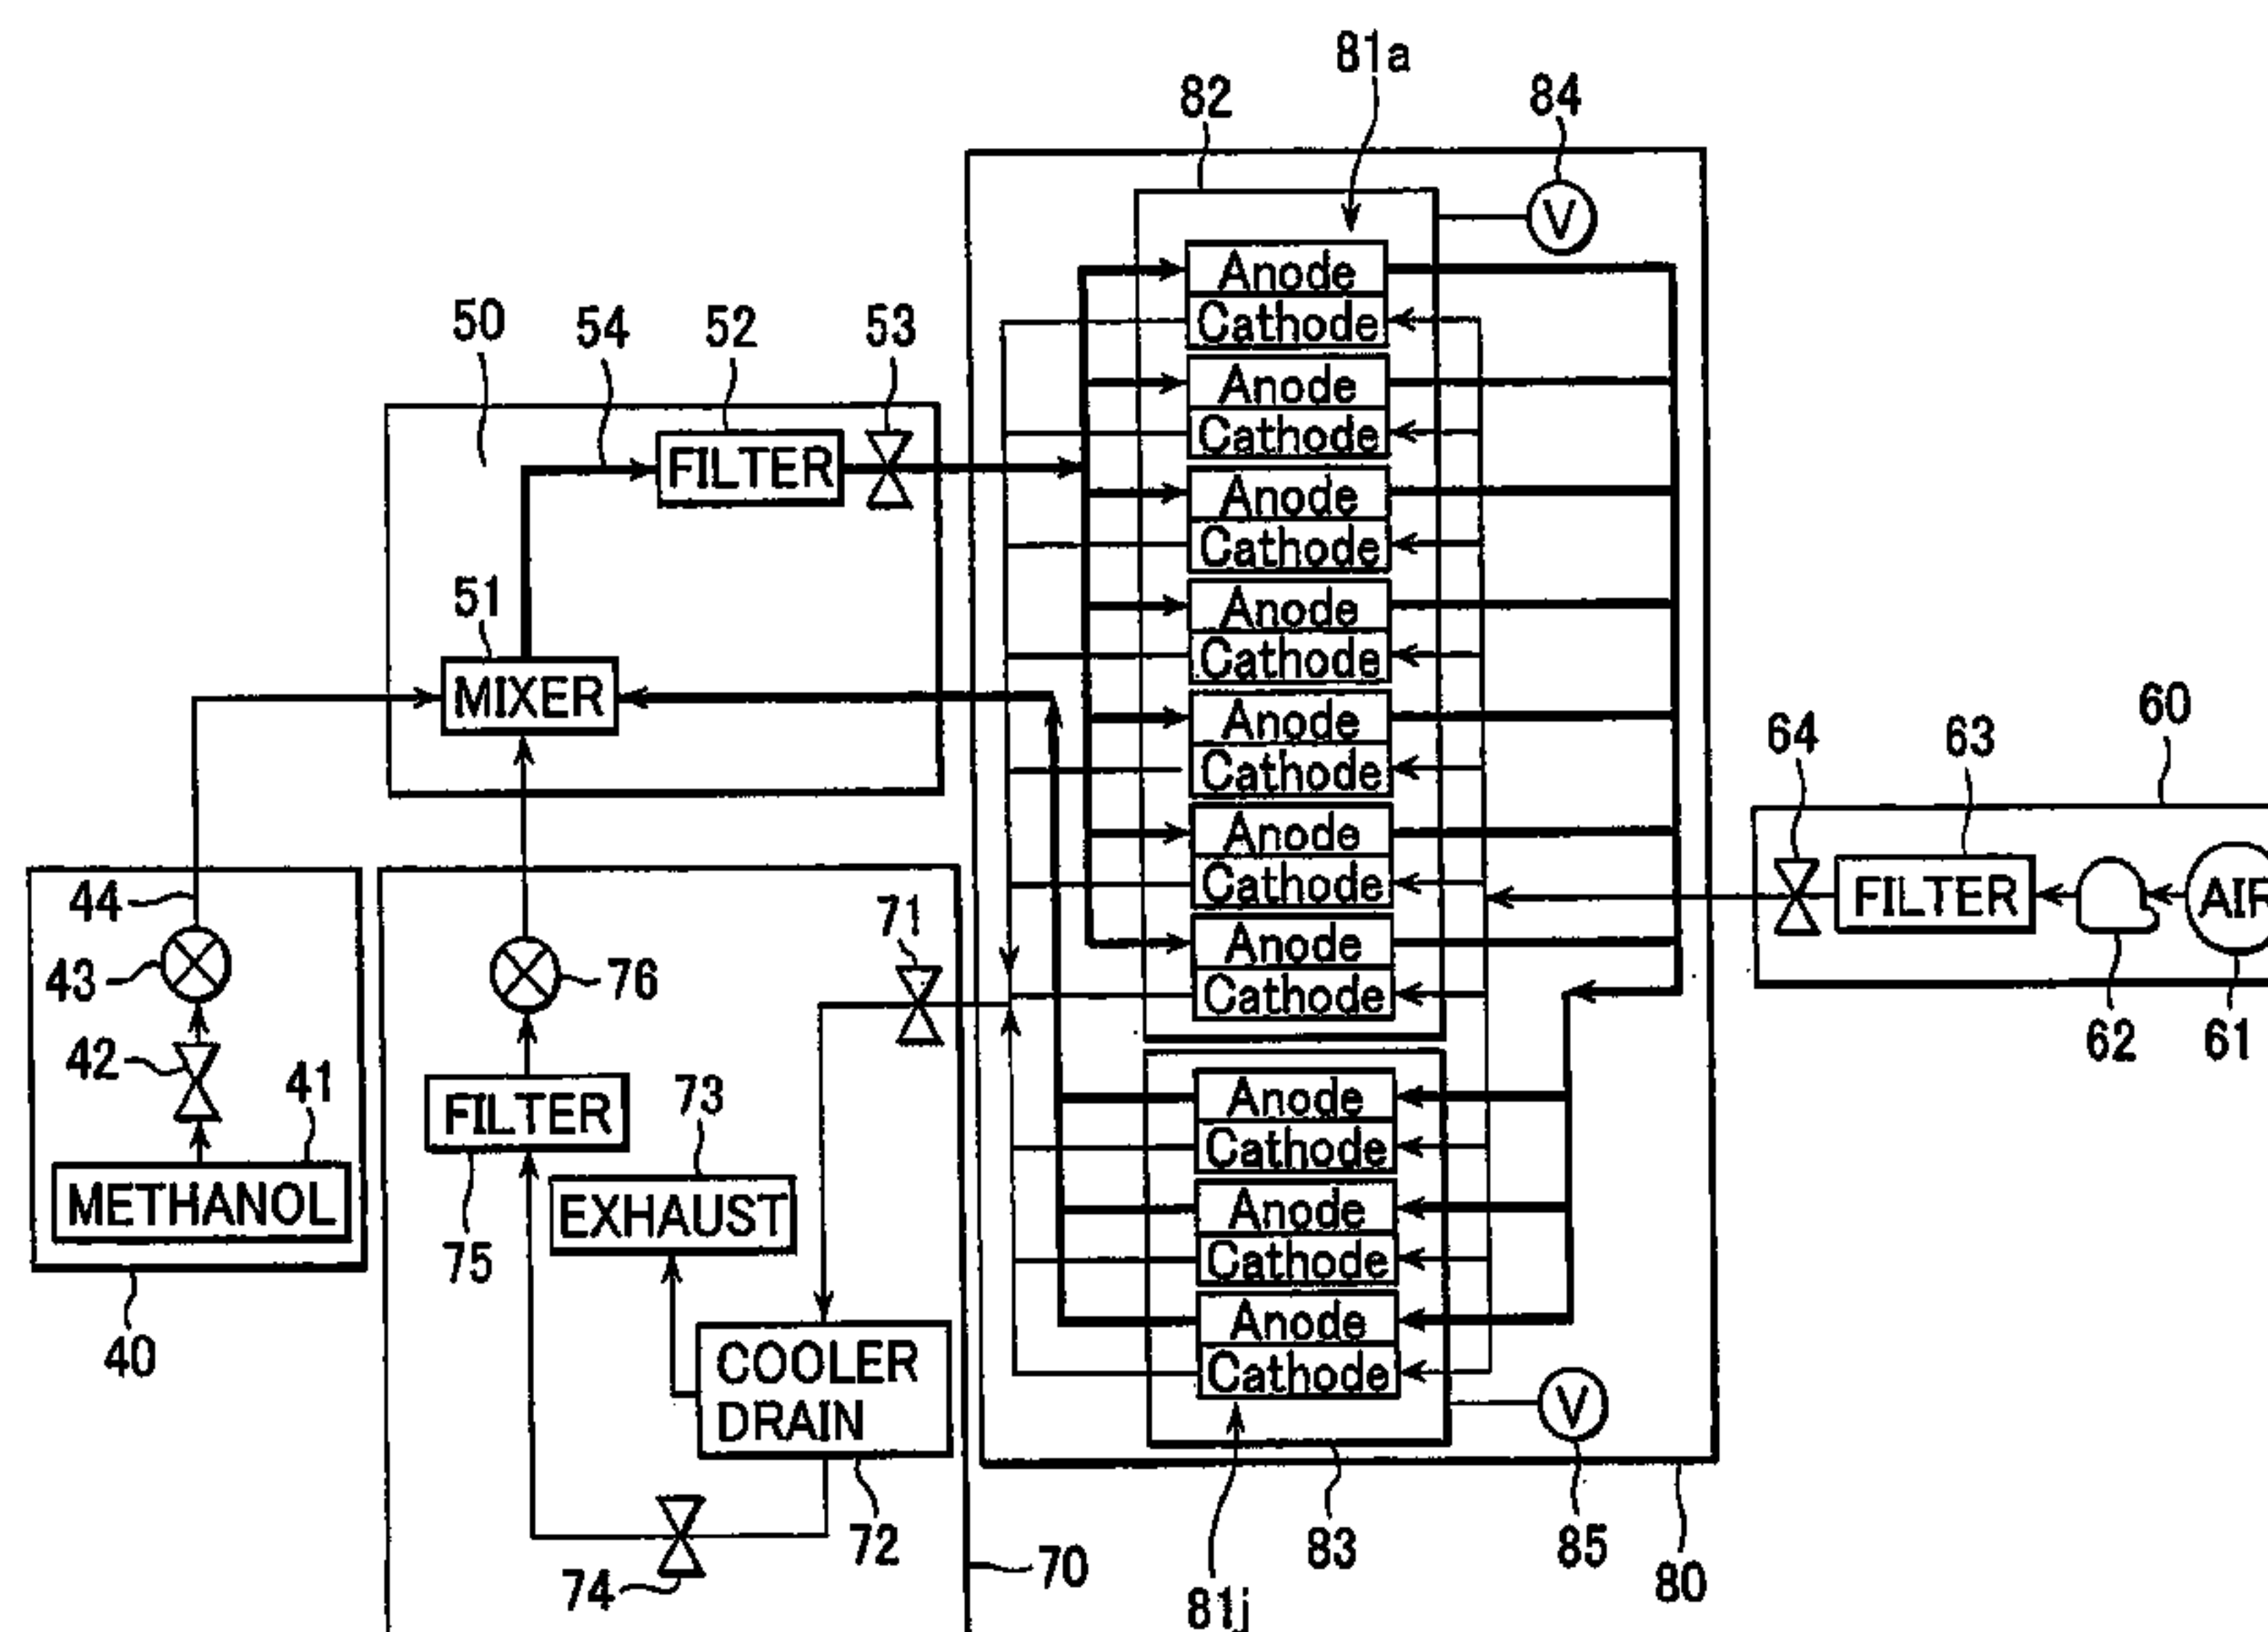 81a
82
84
V
Anode
Cathode
Anode
Cathode
Anode
Cathode
Anode
Cathode
Anode
Cathode
Anode
Cathode
Anode
Cathode
50
54
52
53
FILTER
51
MIXER
60
64
63
FILTER
AIR
62
61
44
43
42
41
METHANOL
40
71
76
FILTER
75
73
EXHAUST
COOLER
DRAIN
72
74
70
Anode
Cathode
Anode
Cathode
Anode
Cathode
V
83
85
80
81j